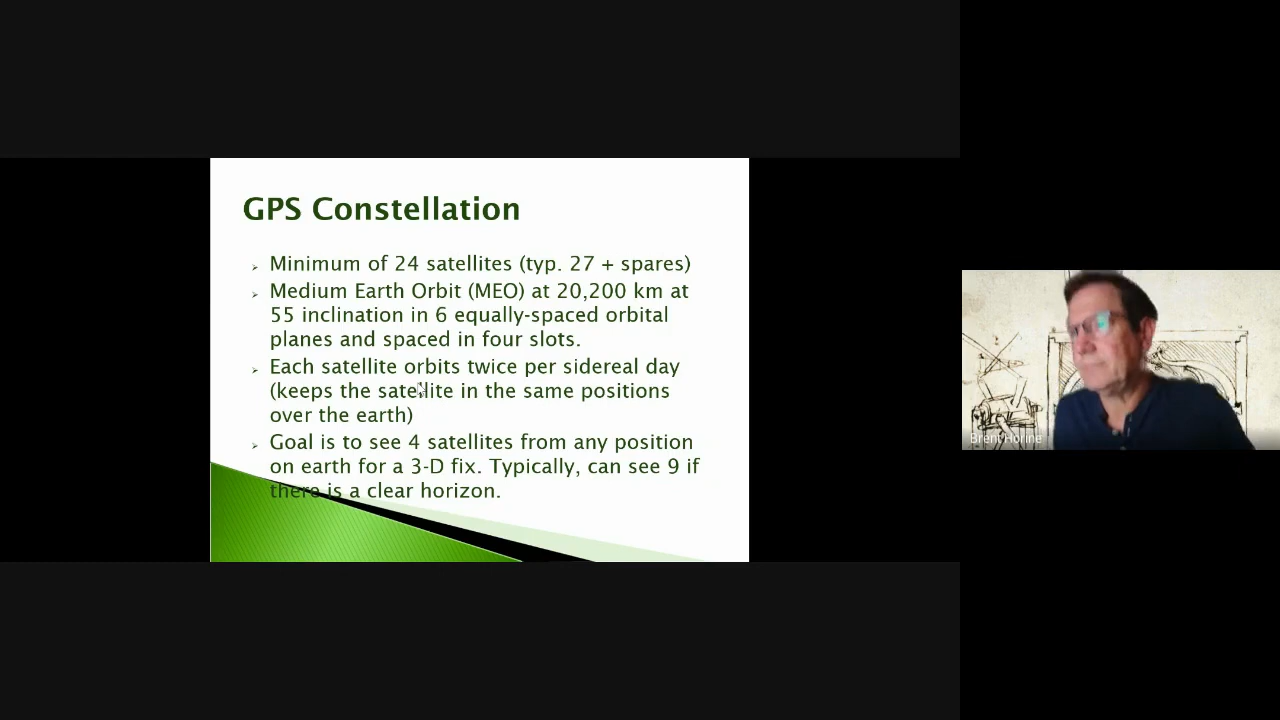 GPS Constellation
Minimum of 24 satellites (typ. 27 + spares)
Medium Earth Orbit (MEO) at 20,200 km at
55 inclination in 6 equally-spaced orbital
planes and spaced in four slots.
Each satellite orbits twice per sidereal day
(keeps the satellite in the same positions
over the earth)
Goal is to see 4 satellites from any position
on earth for a 3-D fix. Typically, can see 9 if
there is a clear horizon.
Brent Horine